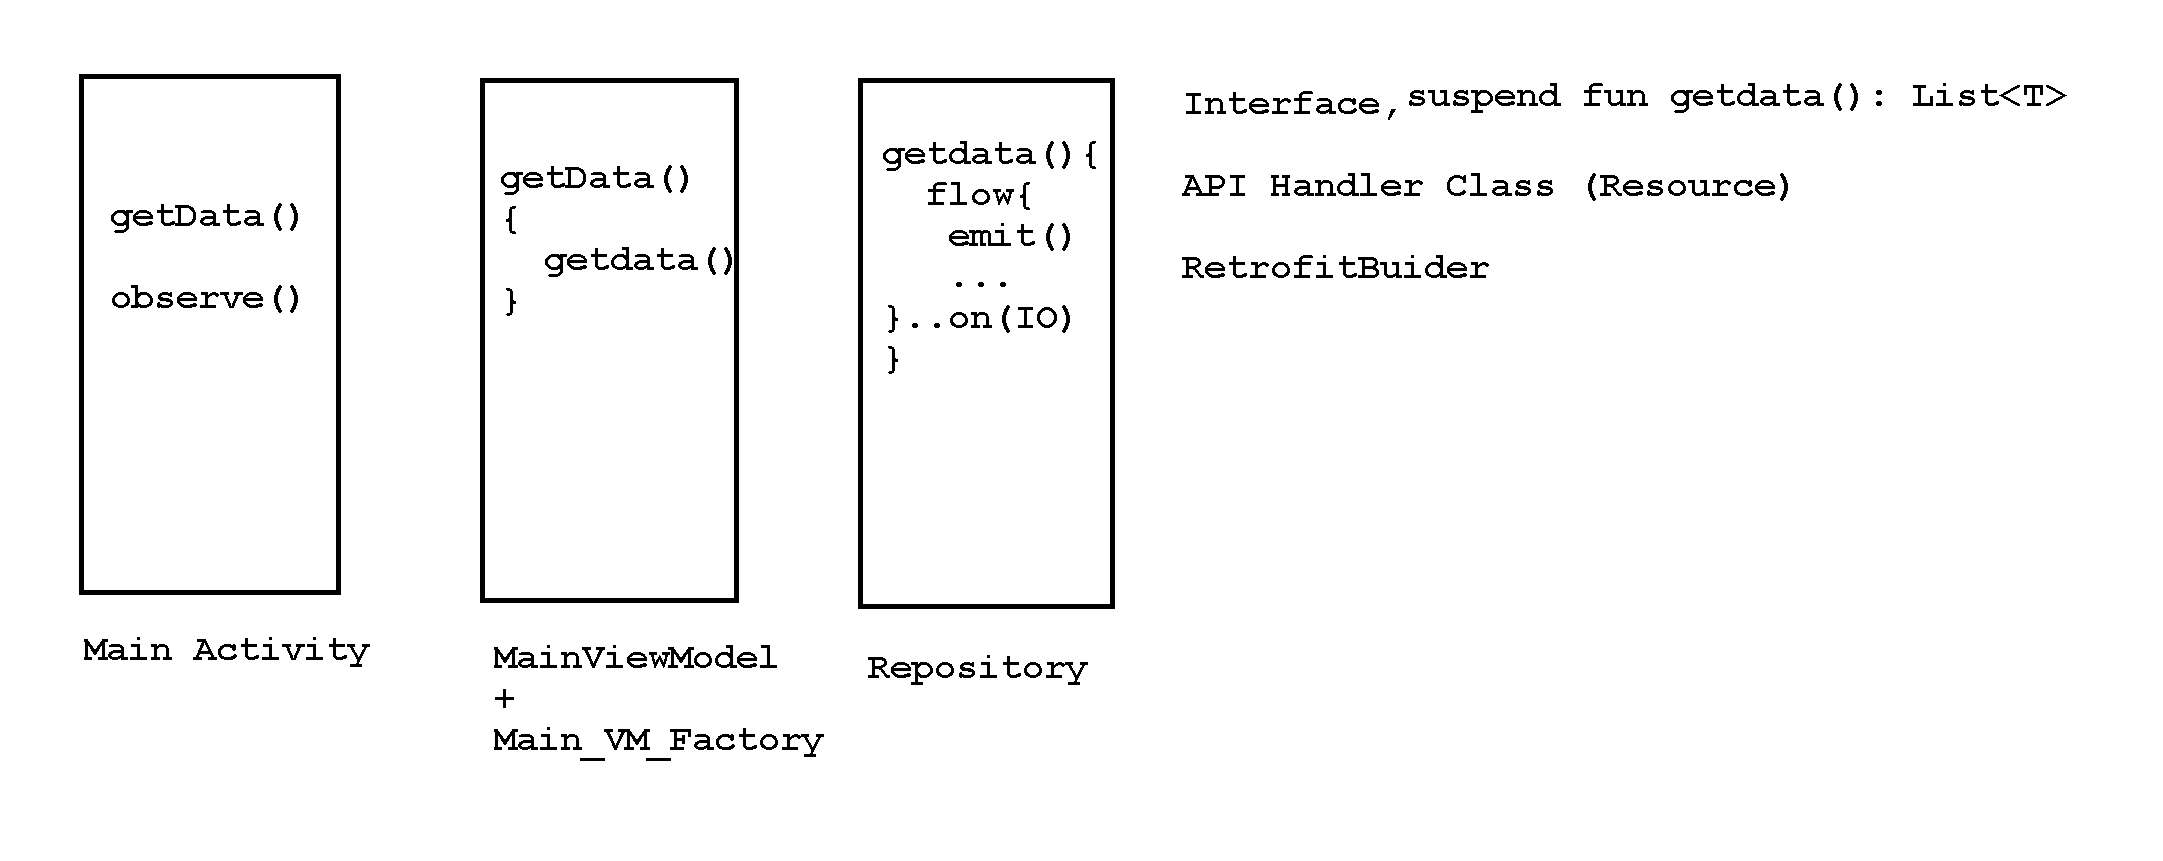 getData()
observe()
Main Activity
getData()
{
getdata()
}
MainViewModel
+
Main_VM_Factory
getdata(){
flow{
emit()
...
}..on(IO)
}
Repository
Interface, suspend fun getdata(): List<T>
API Handler Class (Resource)
RetrofitBuider